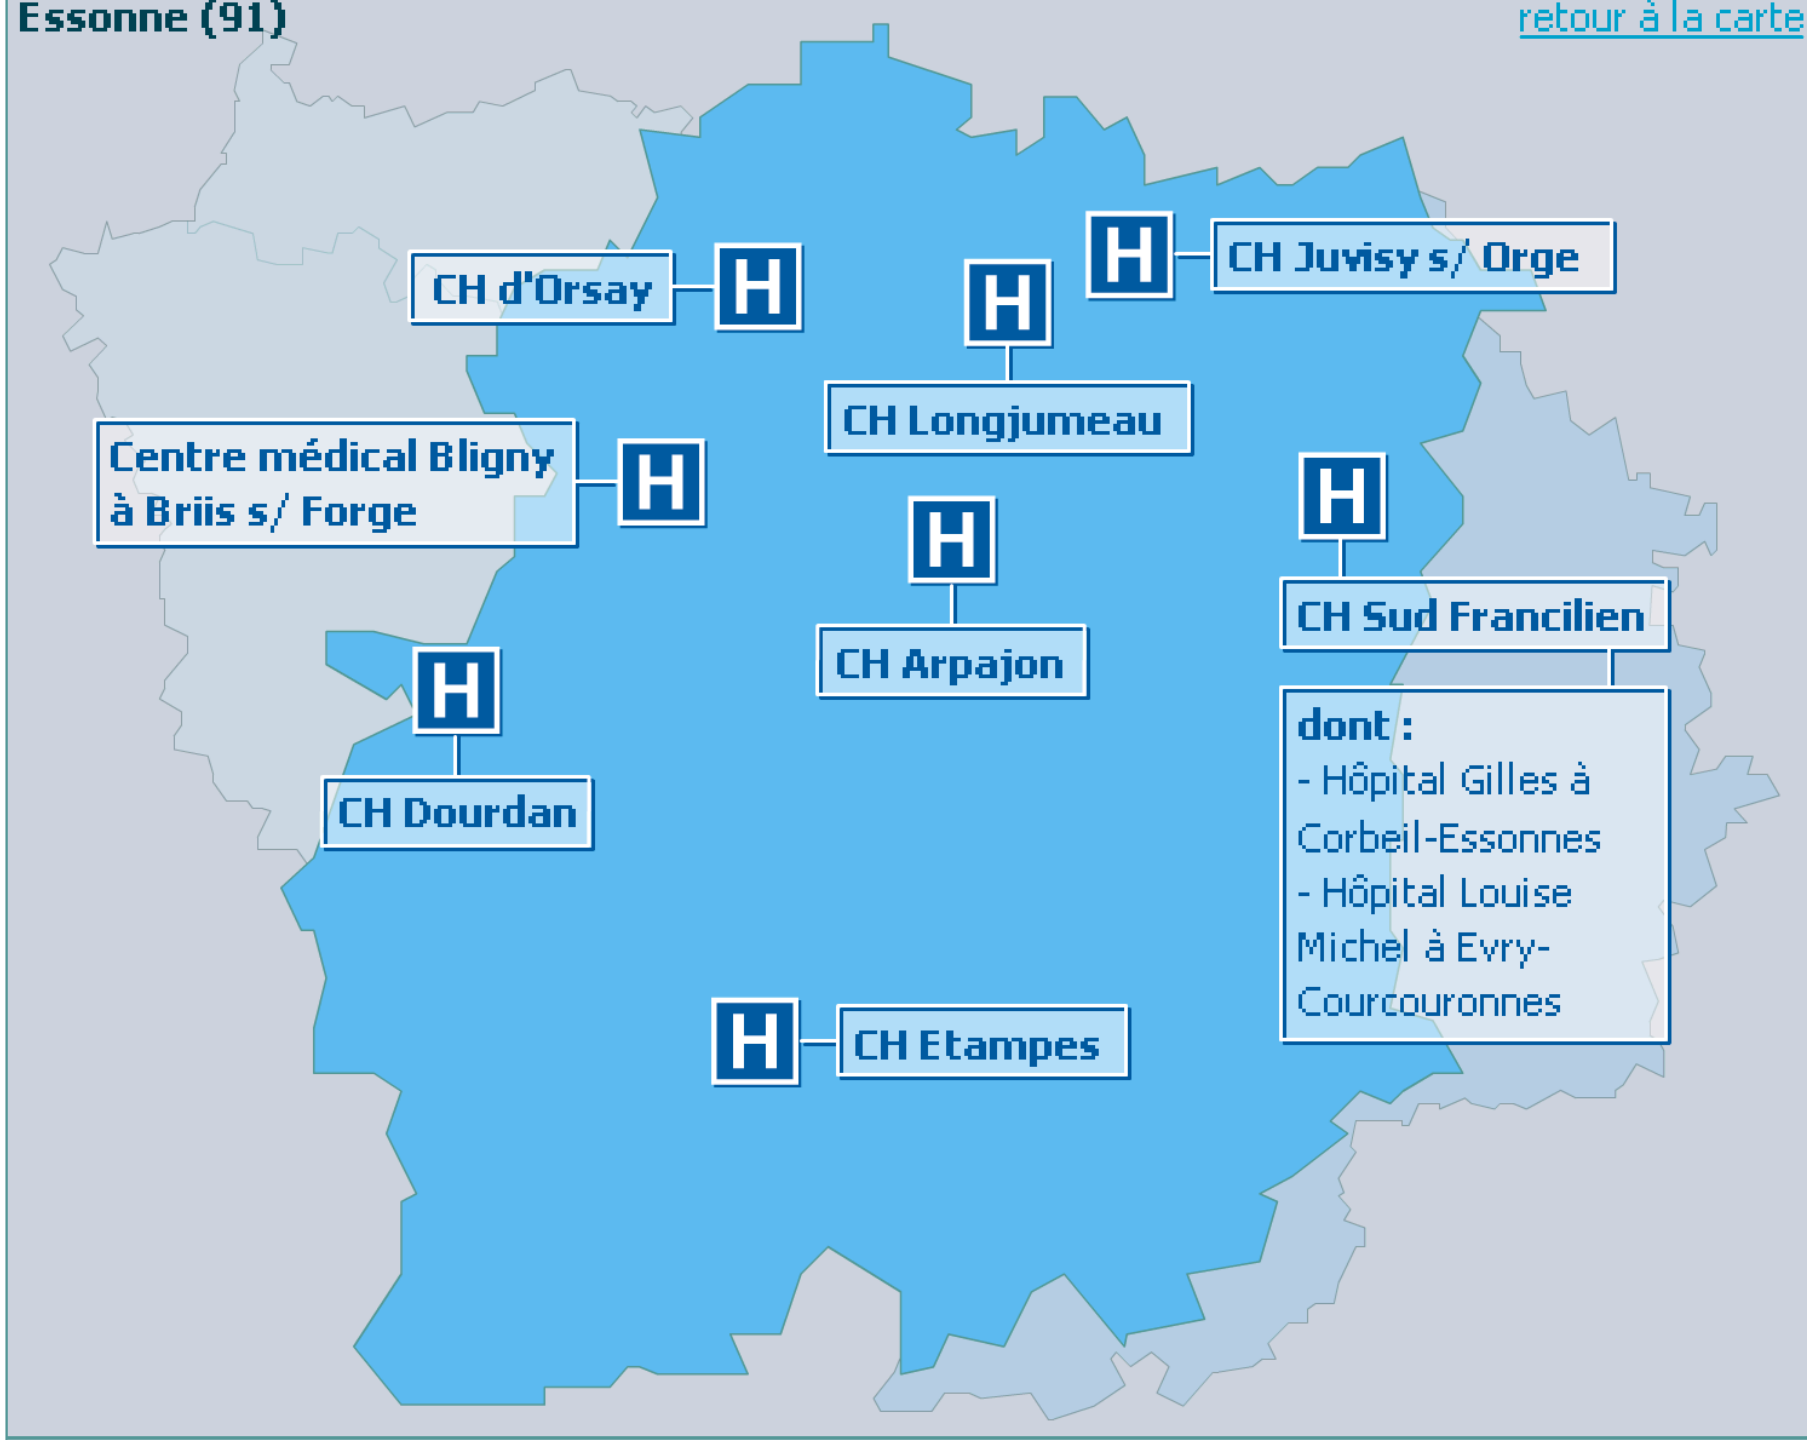 Essonne (91)
retour à la carte
H
CH Juvisy s/ Orge
CH d'Orsay
H
H
CH Longjumeau
Centre médical Bligny
à Briis s/ Forge
H
H
H
CH Sud Francilien
CH Arpajon
H
dont :
- Hôpital Gilles à
Corbeil-Essonnes
- Hôpital Louise
Michel à Evry-
Courcouronnes
CH Dourdan
H
CH Etampes